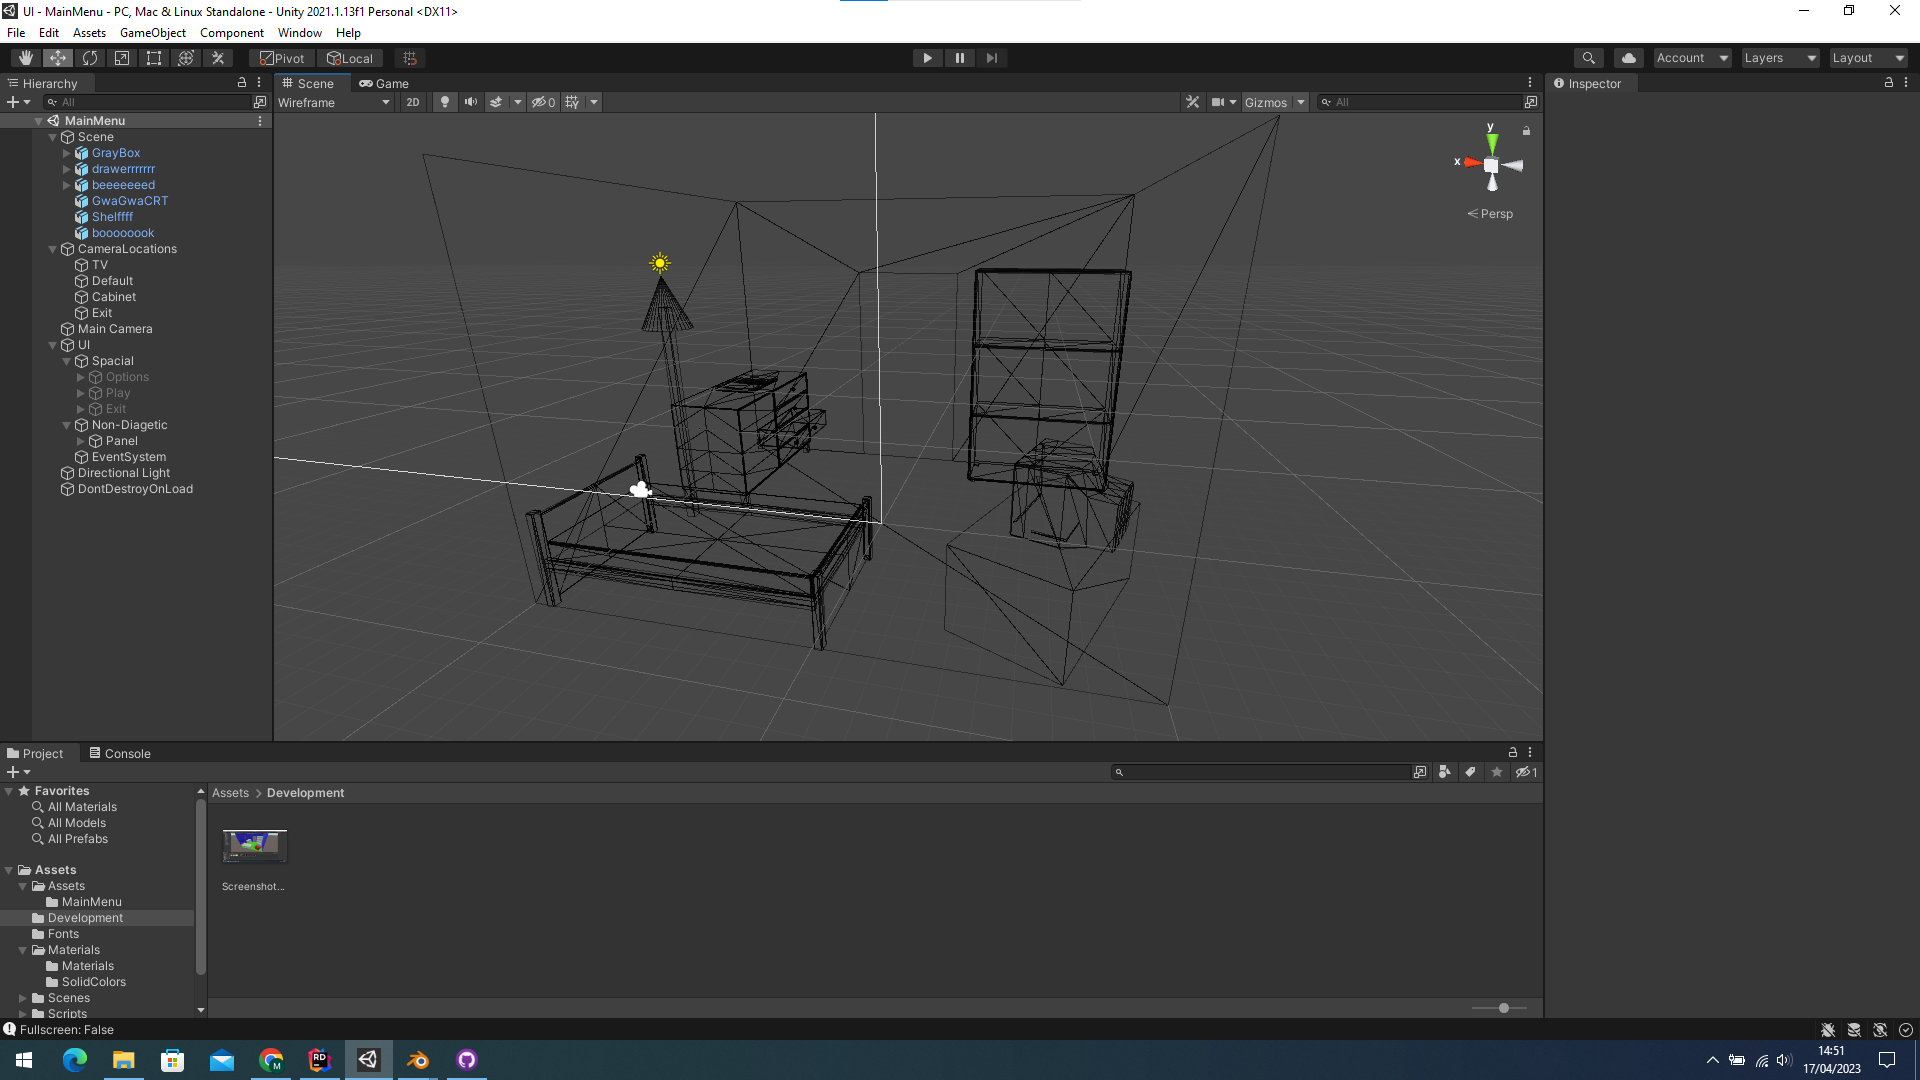 UI - MainMenu - PC, Mac & Linux Standalone - Unity 2021.1.13f1 Personal <DX11>
File Edit Assets GameObject Component Window Help
Pivot Local Account Layers Layout
Hierarchy
All
MainMenu
Scene
GrayBox
drawerrrrrrr
beeeeeeed
GwaGwaCRT
Shelffff
boooooook
CameraLocations
TV
Default
Cabinet
Exit
Main Camera
UI
Spacial
Options
Play
Exit
Non-Diagetic
Panel
EventSystem
Directional Light
DontDestroyOnLoad
Scene Game
Wireframe 2D 0 Gizmos All
y
x
Persp
Inspector
Project Console
1
Favorites
All Materials
All Models
All Prefabs
Assets
Assets
MainMenu
Development
Fonts
Materials
Materials
SolidColors
Scenes
Scripts
Assets > Development
Screenshot...
Fullscreen: False
M
RD
14:51
17/04/2023